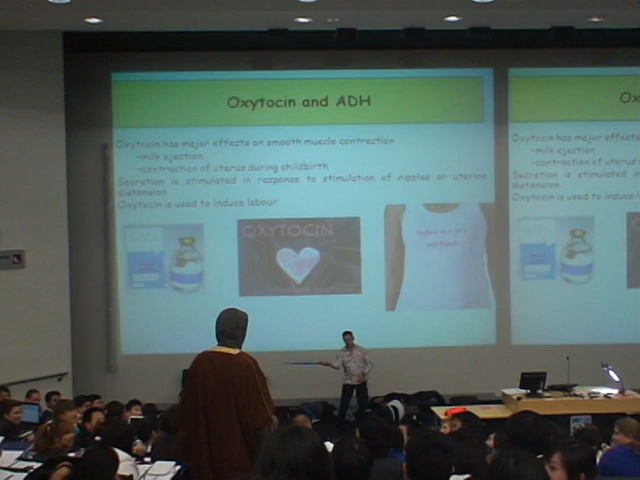 Oxytocin and ADH
Oxytocin has major effects on smooth muscle contraction
-milk ejection
-contraction of uterus during childbirth
Secretion is stimulated in response to stimulation of nipples or uterine
distension
Oxytocin is used to induce labour
OXYTOCIN
Ox
Oxytocin has major effects
-milk ejection
-contraction of uterus
Secretion is stimulated in
distension
Oxytocin is used to induce